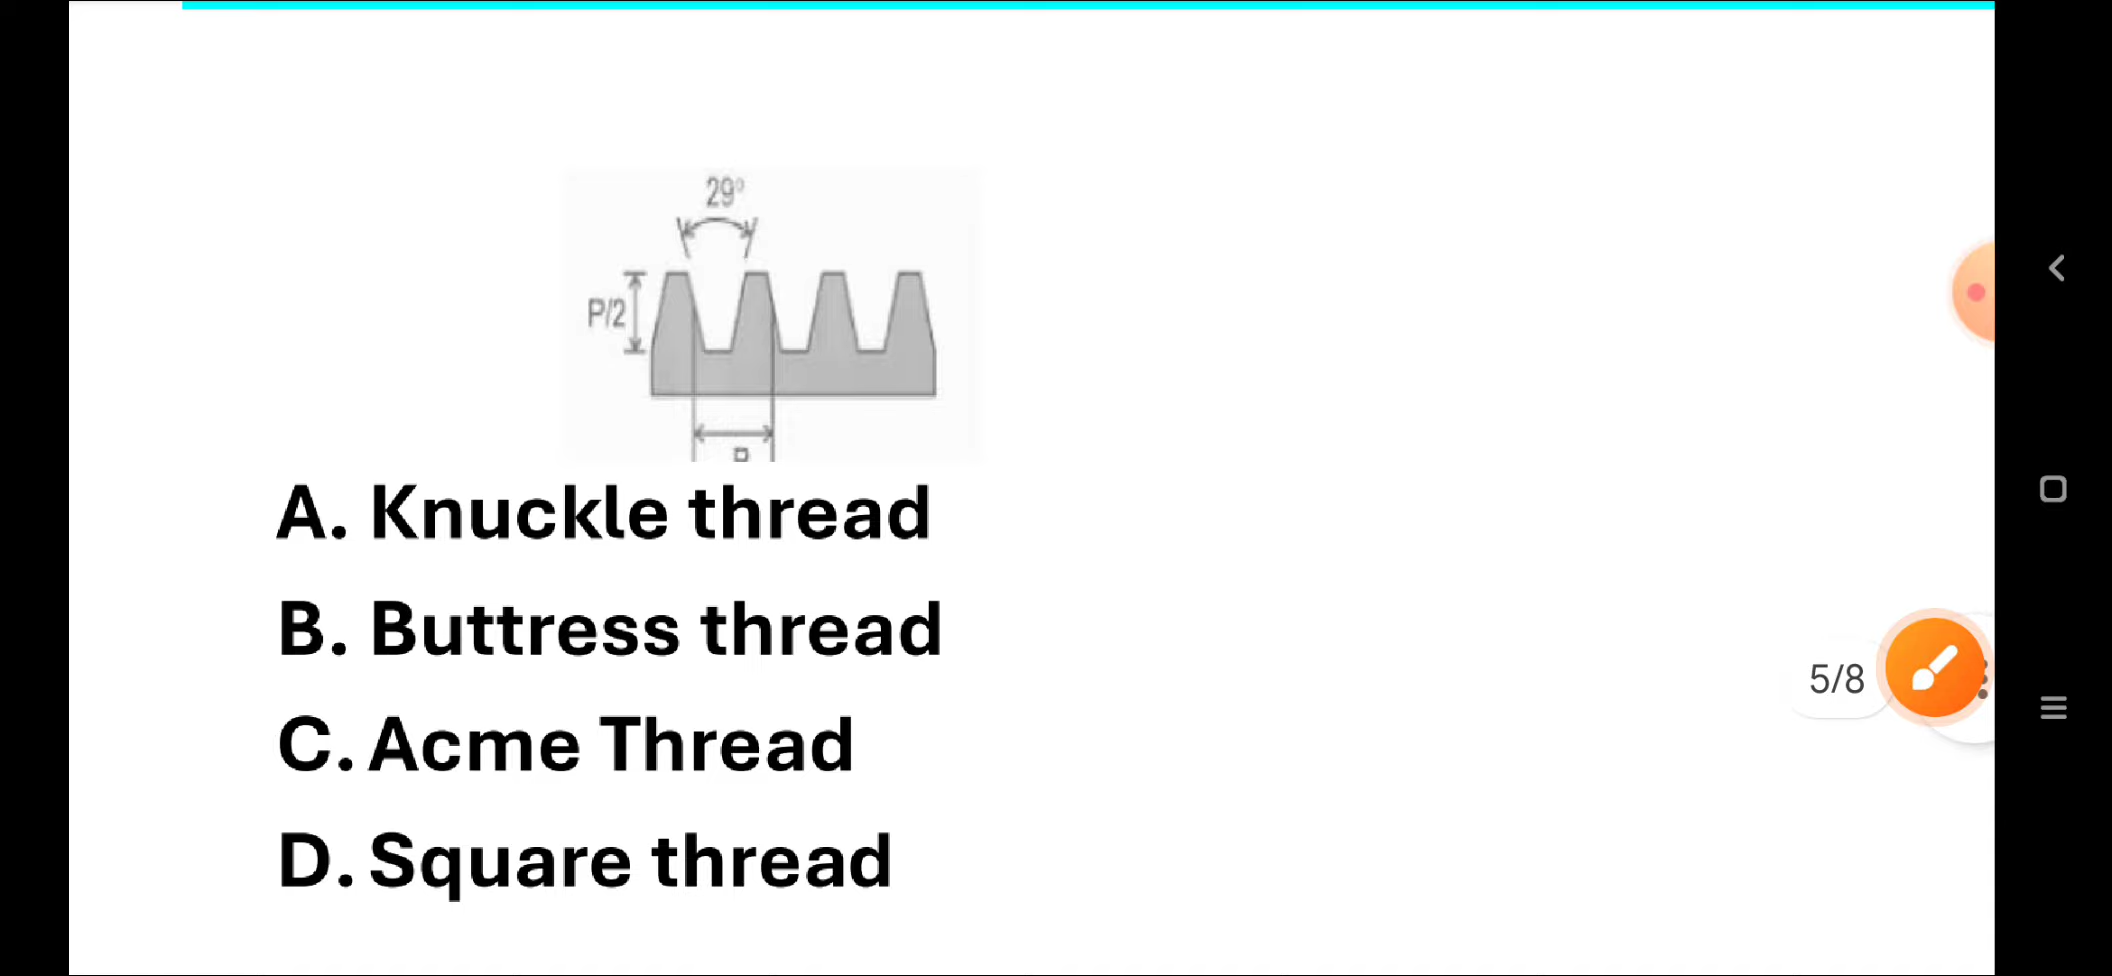 29°
P/2
A. Knuckle thread
B. Buttress thread
C. Acme Thread
D. Square thread
5/8